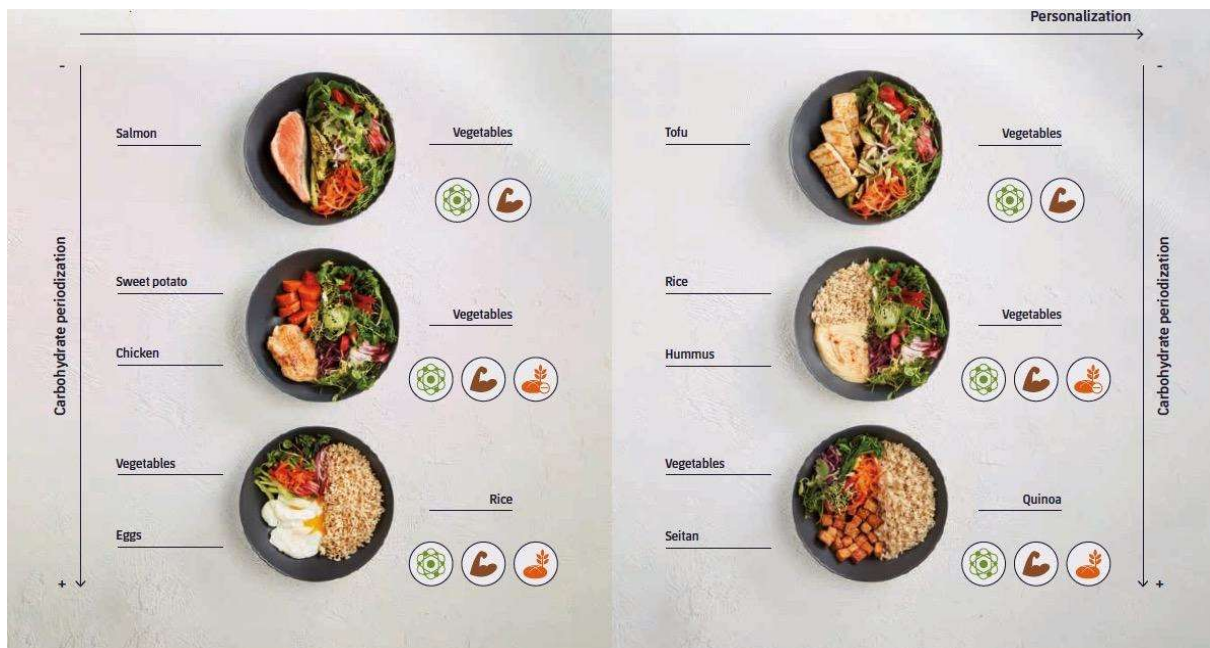 Personalization
-
-
Salmon
Vegetables
Tofu
Vegetables
Carbohydrate periodization
Sweet potato
Vegetables
Chicken
Rice
Vegetables
Hummus
Carbohydrate periodization
Vegetables
Rice
Eggs
Vegetables
Quinoa
Seitan
+
+